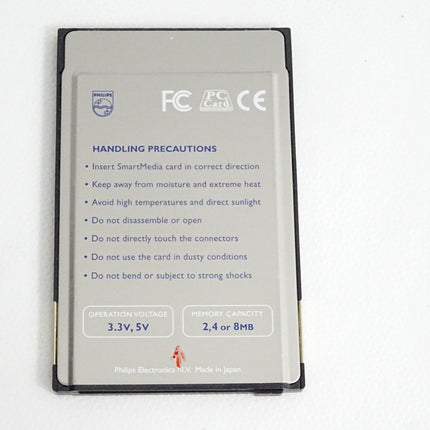 PHILIPS
FC PC Card CE
HANDLING PRECAUTIONS
• Insert SmartMedia card in correct direction
• Keep away from moisture and extreme heat
• Avoid high temperatures and direct sunlight
• Do not disassemble or open
• Do not directly touch the connectors
• Do not use the card in dusty conditions
• Do not bend or subject to strong shocks
OPERATION VOLTAGE
3.3V, 5V
MEMORY CAPACITY
2,4 or 8MB
Philips Electronics N.V. Made in Japan